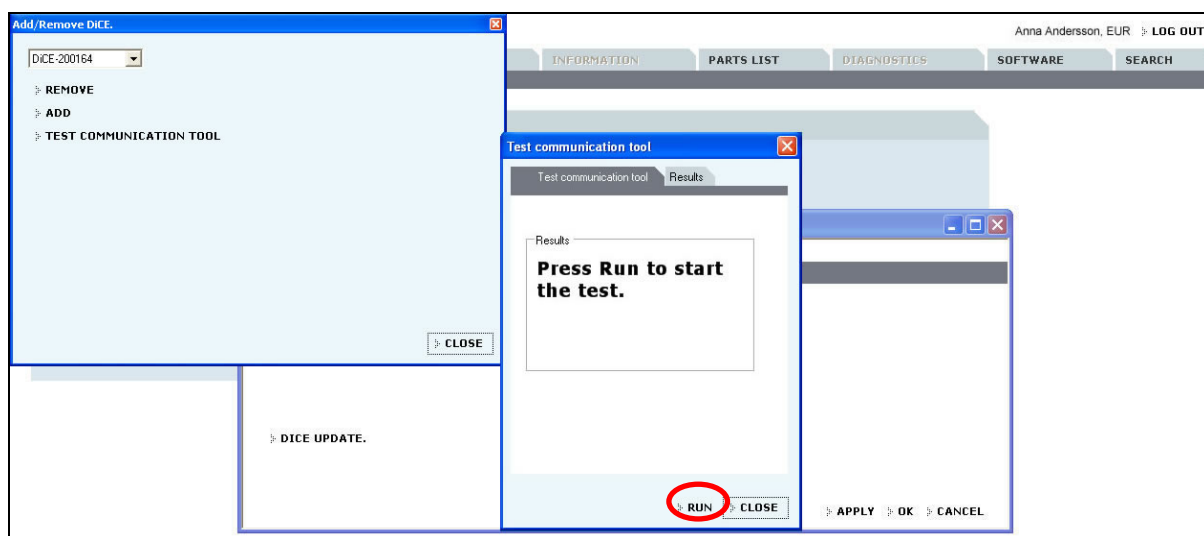 Add/Remove DiCE.
Anna Andersson, EUR LOG OUT
DiCE-200164
INFORMATION PARTS LIST DIAGNOSTICS SOFTWARE SEARCH
REMOVE
ADD
TEST COMMUNICATION TOOL
CLOSE
Test communication tool
Test communication tool Results
Results
Press Run to start
the test.
RUN CLOSE
DICE UPDATE.
APPLY OK CANCEL